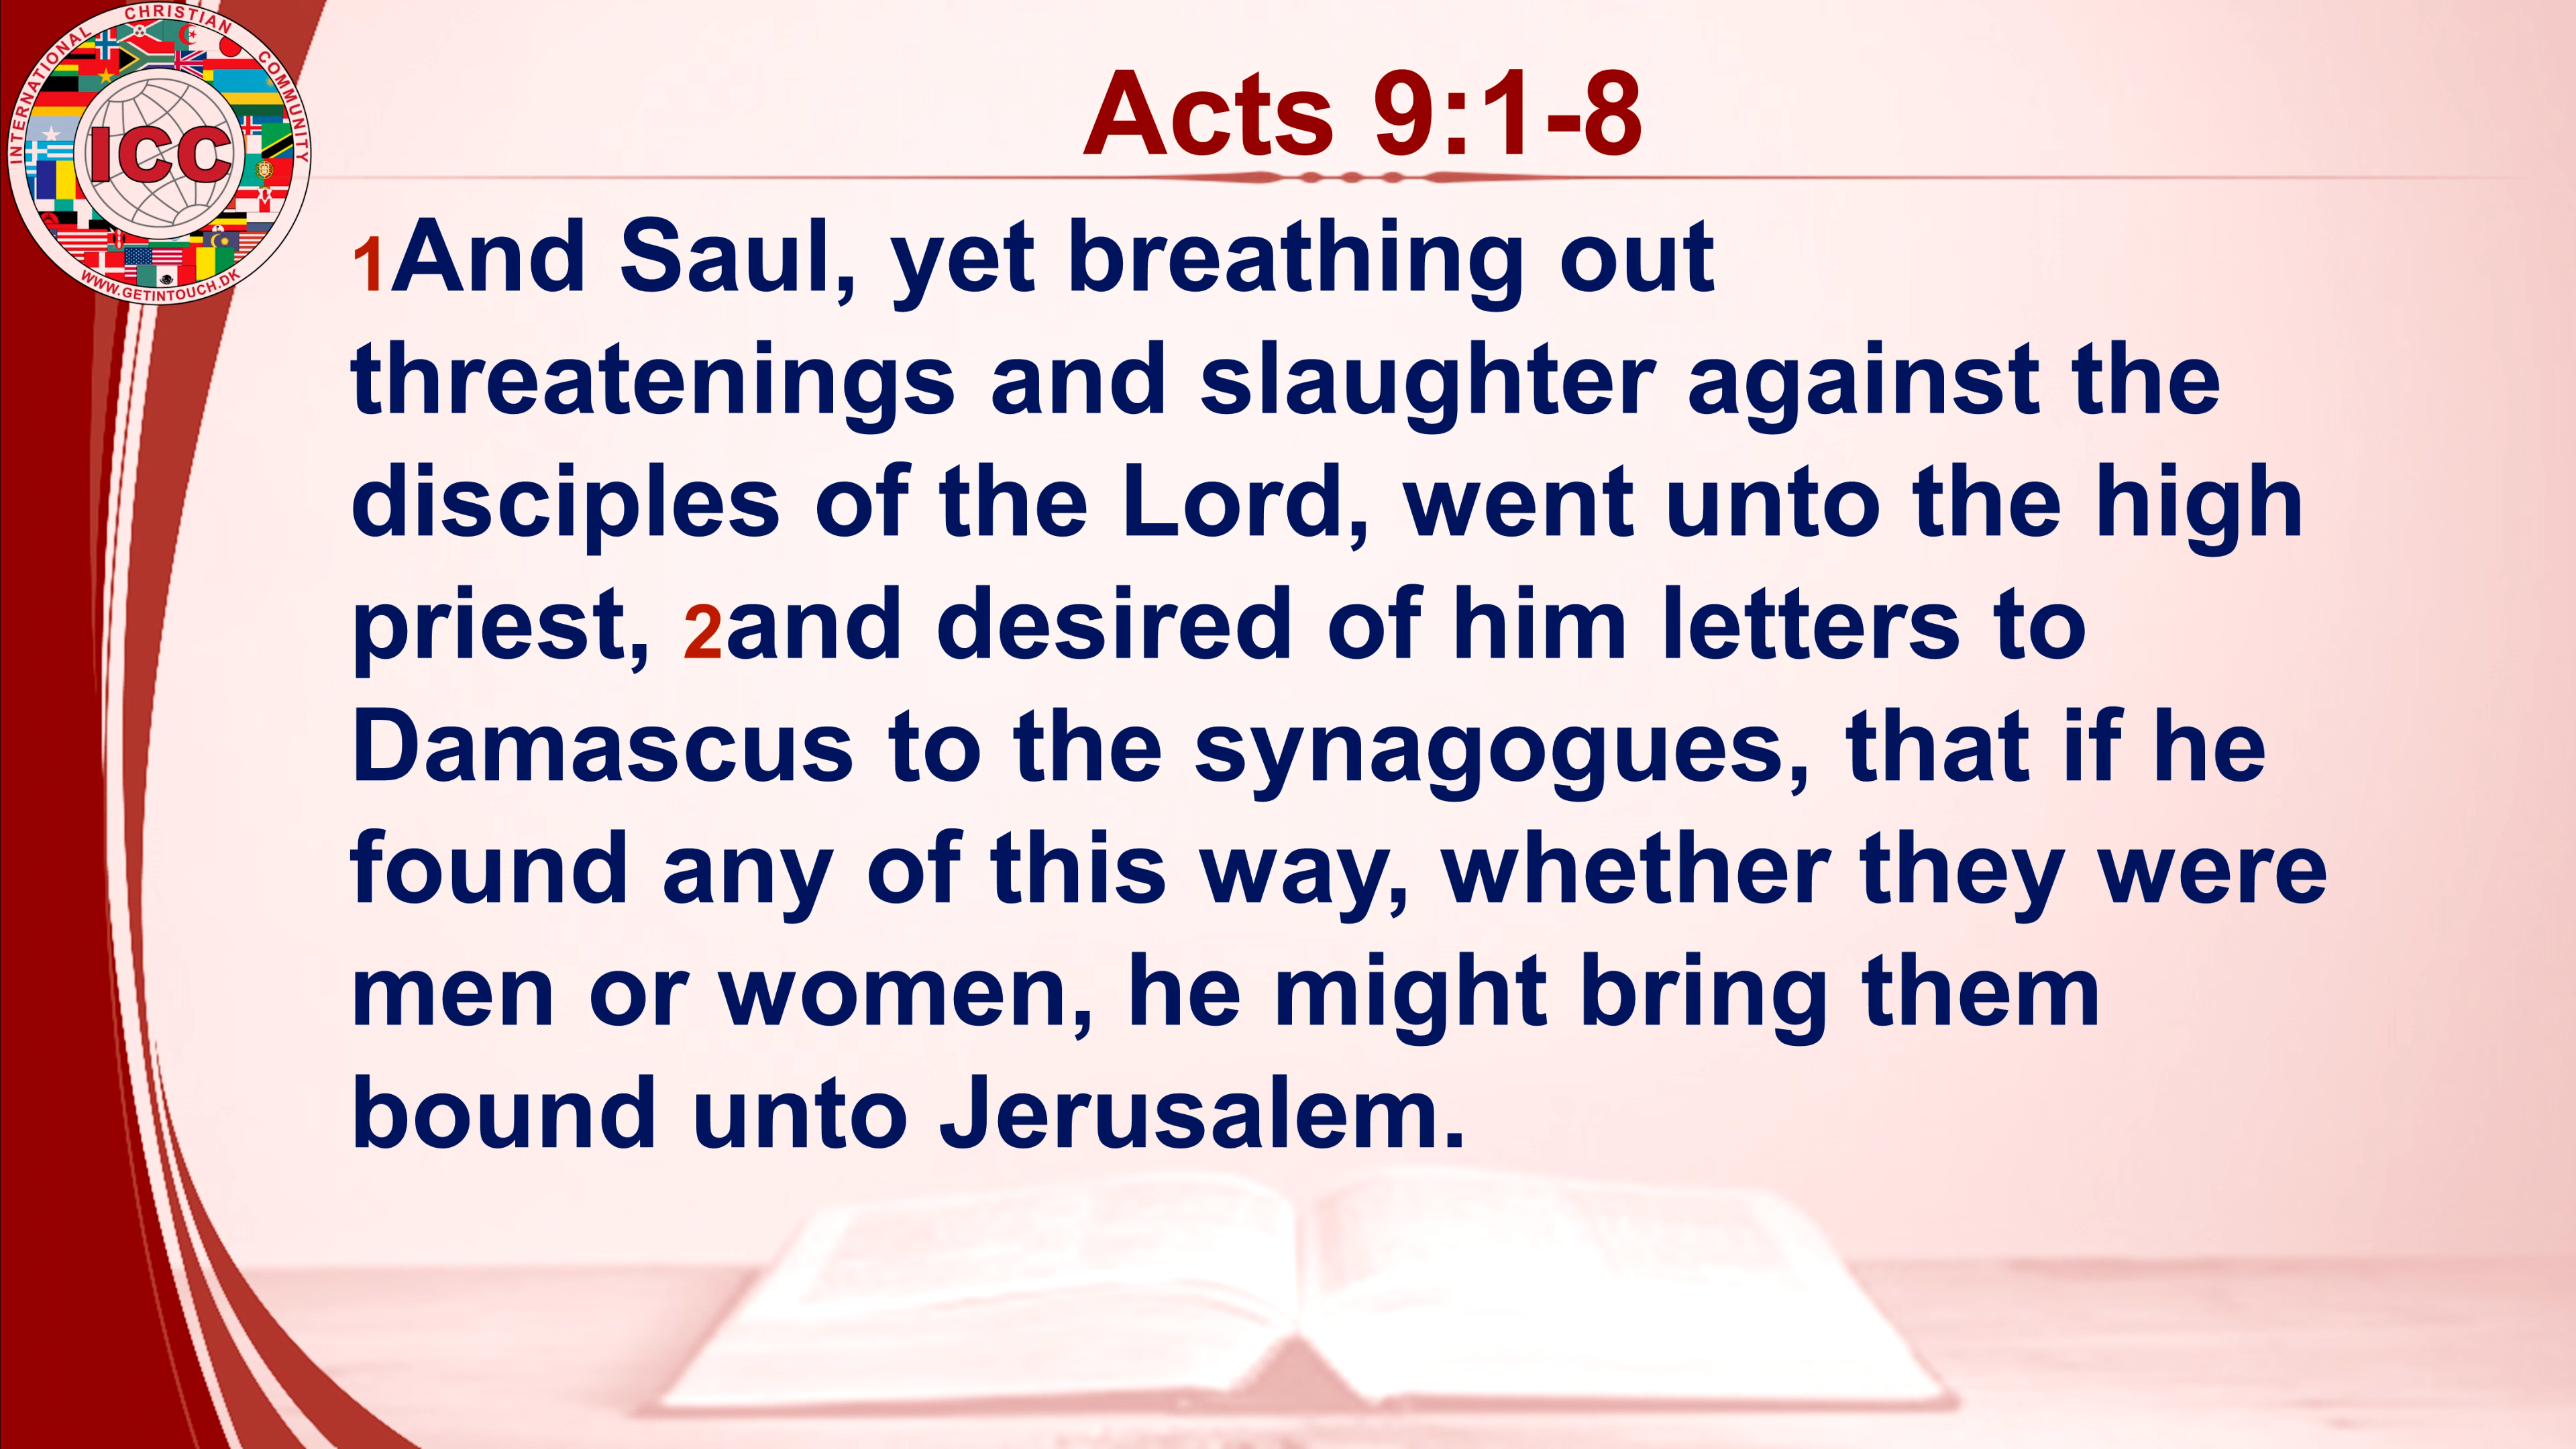 INTERNATIONAL CHRISTIAN COMMUNITY
ICC
WWW.GETINTOUCH.DK
Acts 9:1-8
1And Saul, yet breathing out
threatenings and slaughter against the
disciples of the Lord, went unto the high
priest, 2and desired of him letters to
Damascus to the synagogues, that if he
found any of this way, whether they were
men or women, he might bring them
bound unto Jerusalem.